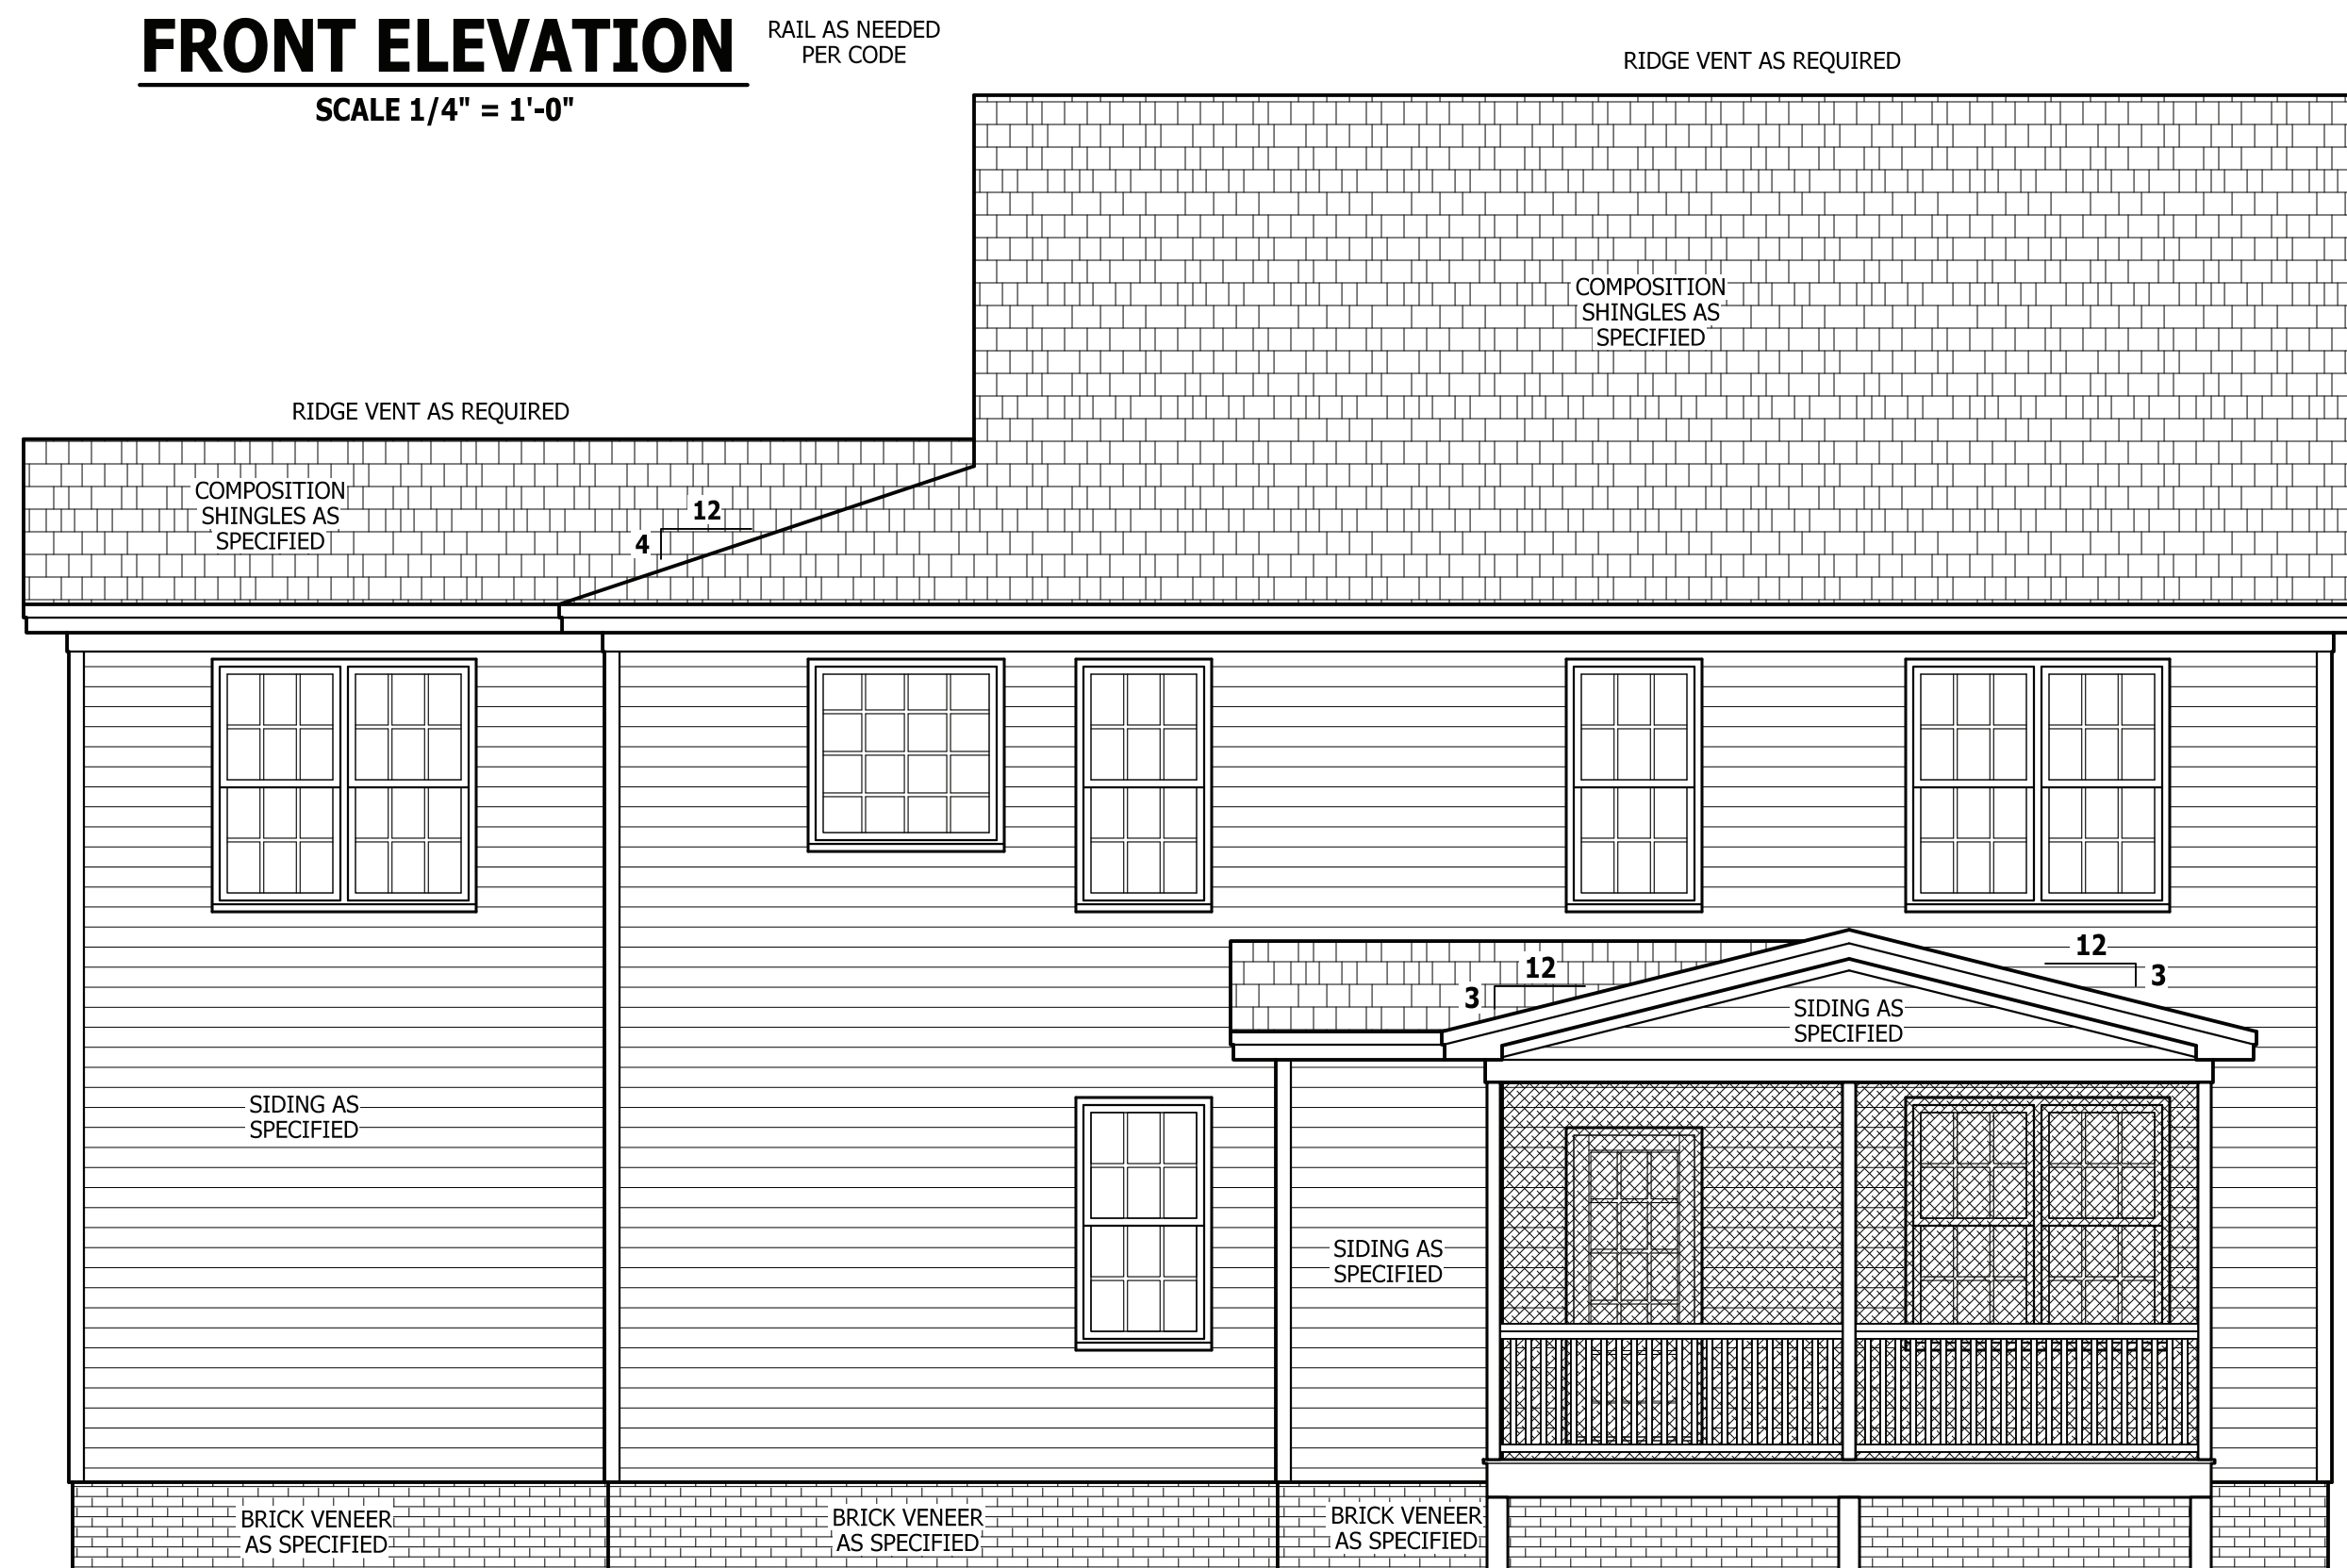 FRONT ELEVATION
SCALE 1/4" = 1'-0"
RAIL AS NEEDED
PER CODE
RIDGE VENT AS REQUIRED
COMPOSITION
SHINGLES AS
SPECIFIED
RIDGE VENT AS REQUIRED
COMPOSITION
SHINGLES AS
SPECIFIED
12
4
12
3
12
3
SIDING AS
SPECIFIED
SIDING AS
SPECIFIED
SIDING AS
SPECIFIED
BRICK VENEER
AS SPECIFIED
BRICK VENEER
AS SPECIFIED
BRICK VENEER
AS SPECIFIED